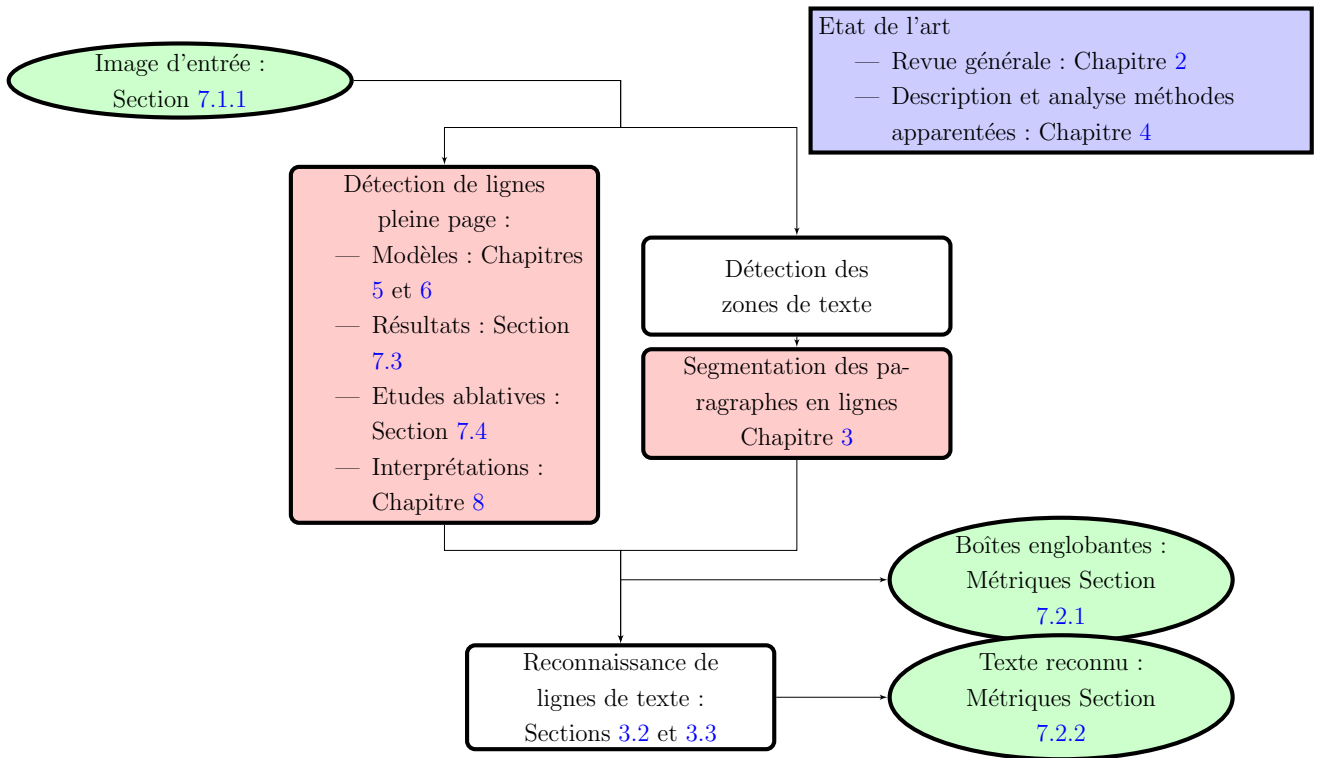 Image d'entrée :
Section 7.1.1
Etat de l'art
— Revue générale : Chapitre 2
— Description et analyse méthodes
apparentées : Chapitre 4
Détection de lignes
pleine page :
— Modèles : Chapitres
5 et 6
— Résultats : Section
7.3
— Etudes ablatives :
Section 7.4
— Interprétations :
Chapitre 8
Détection des
zones de texte
Segmentation des pa-
ragraphes en lignes
Chapitre 3
Boîtes englobantes :
Métriques Section
7.2.1
Reconnaissance de
lignes de texte :
Sections 3.2 et 3.3
Texte reconnu :
Métriques Section
7.2.2